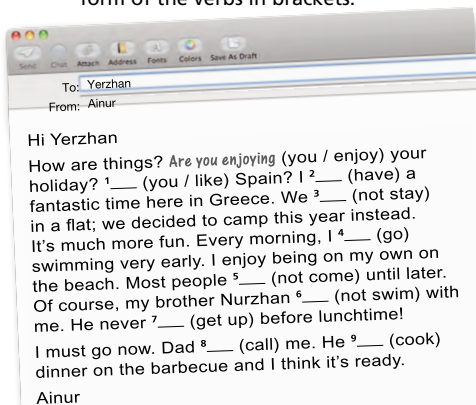 form of the verbs in brackets.
Send Chat Attach Address Fonts Colors Save As Draft
To: Yerzhan
From: Ainur
Hi Yerzhan
How are things? Are you enjoying (you / enjoy) your
holiday? ¹___ (you / like) Spain? I ²___ (have) a
fantastic time here in Greece. We ³___ (not stay)
in a flat; we decided to camp this year instead.
It's much more fun. Every morning, I ⁴___ (go)
swimming very early. I enjoy being on my own on
the beach. Most people ⁵___ (not come) until later.
Of course, my brother Nurzhan ⁶___ (not swim) with
me. He never ⁷___ (get up) before lunchtime!
I must go now. Dad ⁸___ (call) me. He ⁹___ (cook)
dinner on the barbecue and I think it's ready.
Ainur